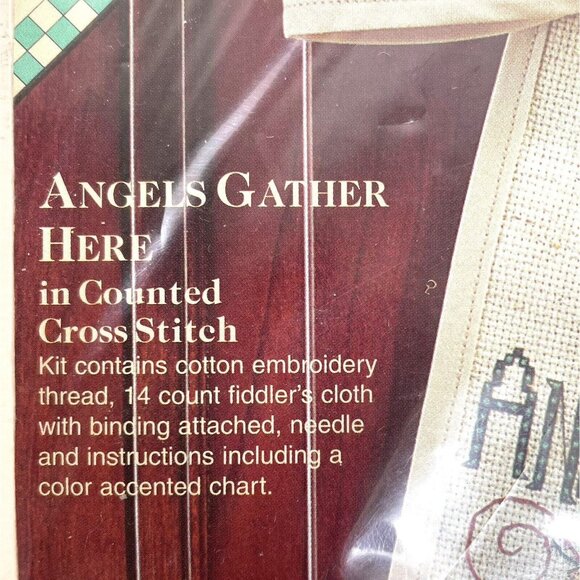 ANGELS GATHER
HERE
in Counted
Cross Stitch
Kit contains cotton embroidery
thread, 14 count fiddler's cloth
with binding attached, needle
and instructions including a
color accented chart.
AN